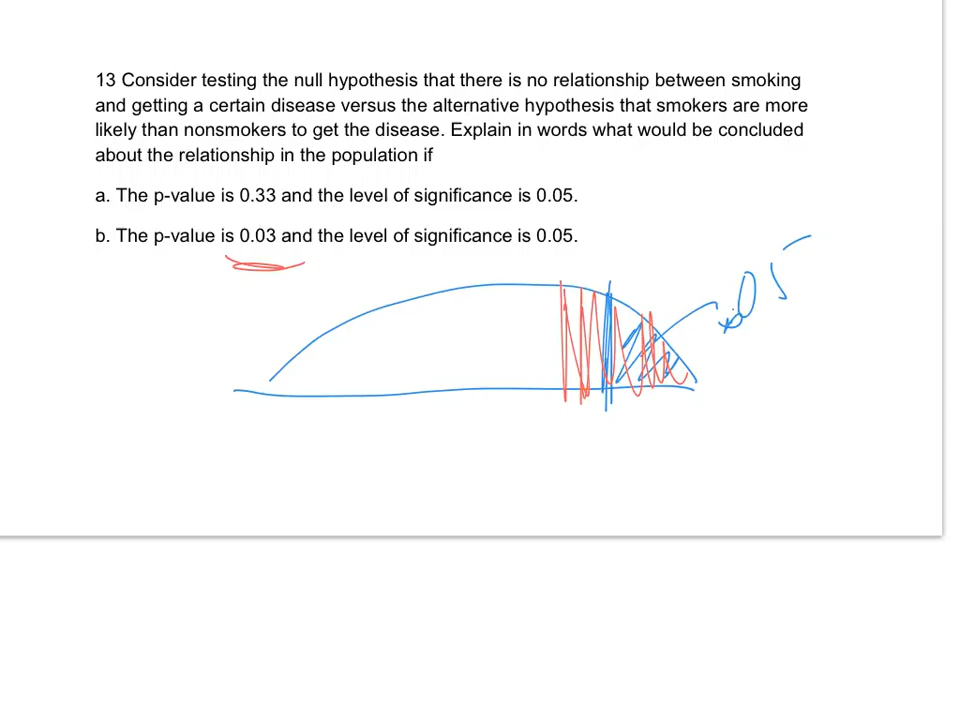 13 Consider testing the null hypothesis that there is no relationship between smoking
and getting a certain disease versus the alternative hypothesis that smokers are more
likely than nonsmokers to get the disease. Explain in words what would be concluded
about the relationship in the population if
a. The p-value is 0.33 and the level of significance is 0.05.
b. The p-value is 0.03 and the level of significance is 0.05.
.05